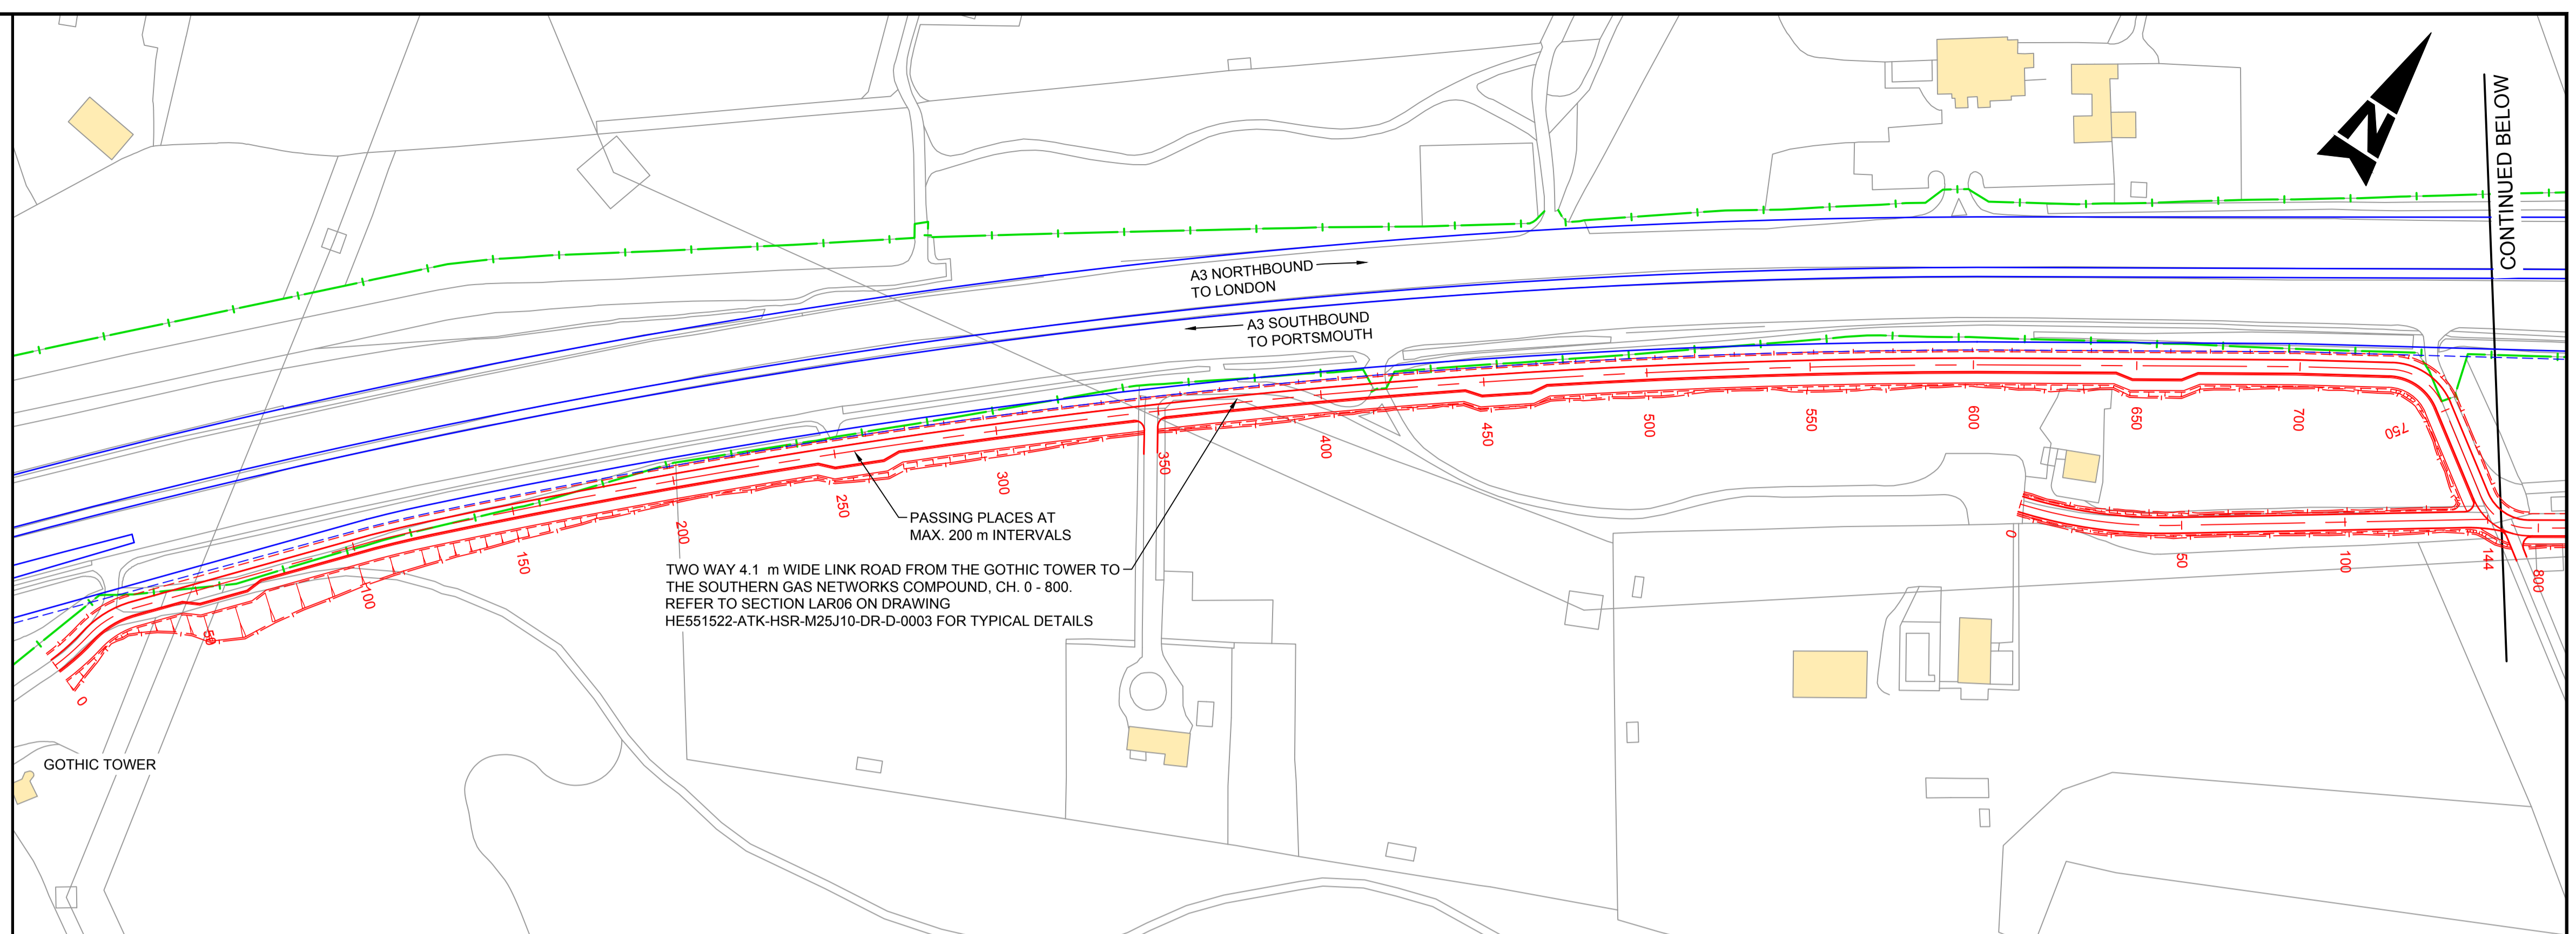 CONTINUED BELOW
N
A3 NORTHBOUND
TO LONDON
A3 SOUTHBOUND
TO PORTSMOUTH
PASSING PLACES AT
MAX. 200 m INTERVALS
TWO WAY 4.1 m WIDE LINK ROAD FROM THE GOTHIC TOWER TO
THE SOUTHERN GAS NETWORKS COMPOUND, CH. 0 - 800.
REFER TO SECTION LAR06 ON DRAWING
HE551522-ATK-HSR-M25J10-DR-D-0003 FOR TYPICAL DETAILS
GOTHIC TOWER
0
50
100
150
200
250
300
350
400
450
500
550
600
650
700
750
800
0
50
100
144